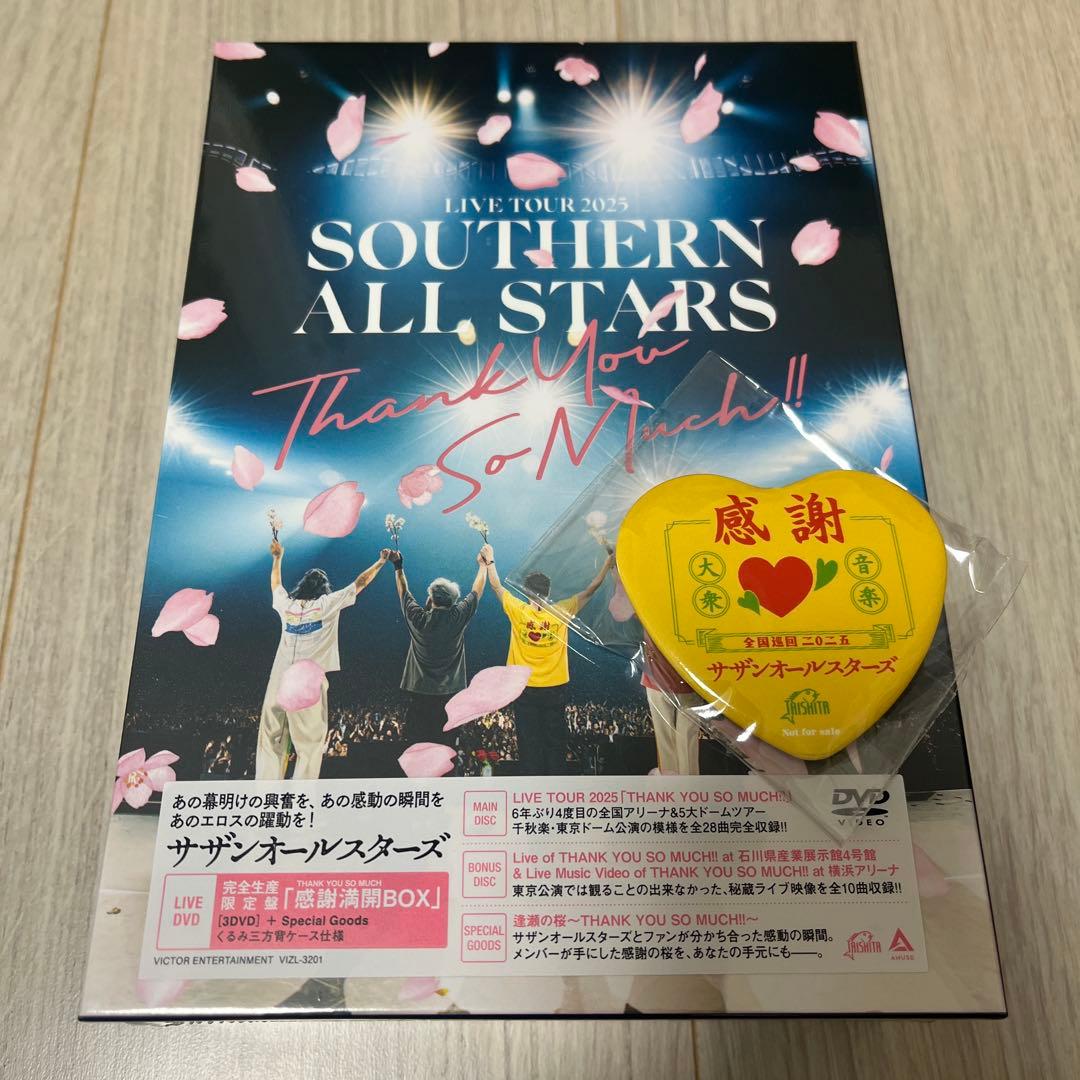 LIVE TOUR 2025
SOUTHERN
ALL STARS
Thank You
So Much!!
感謝
感謝
大衆
音楽
全国巡回 二〇二五
サザンオールスターズ
TAISHITA
Not for sale
あの幕明けの興奮を、あの感動の瞬間を
あのエロスの躍動を!
サザンオールスターズ
LIVE DVD
完全生産限定盤
THANK YOU SO MUCH
「感謝満開BOX」
[3DVD] + Special Goods
くるみ三方背ケース仕様
VICTOR ENTERTAINMENT VIZL-3201
MAIN DISC
LIVE TOUR 2025「THANK YOU SO MUCH!!」
6年ぶり4度目の全国アリーナ&5大ドームツアー
千秋楽・東京ドーム公演の模様を全28曲完全収録!!
DVD
VIDEO
BONUS DISC
Live of THANK YOU SO MUCH!! at 石川県産業展示館4号館
& Live Music Video of THANK YOU SO MUCH!! at 横浜アリーナ
東京公演では観ることの出来なかった、秘蔵ライブ映像を全10曲収録!!
SPECIAL GOODS
逢瀬の桜〜THANK YOU SO MUCH!!〜
サザンオールスターズとファンが分かち合った感動の瞬間。
メンバーが手にした感謝の桜を、あなたの手元にも――。
TAISHITA
AMUSE